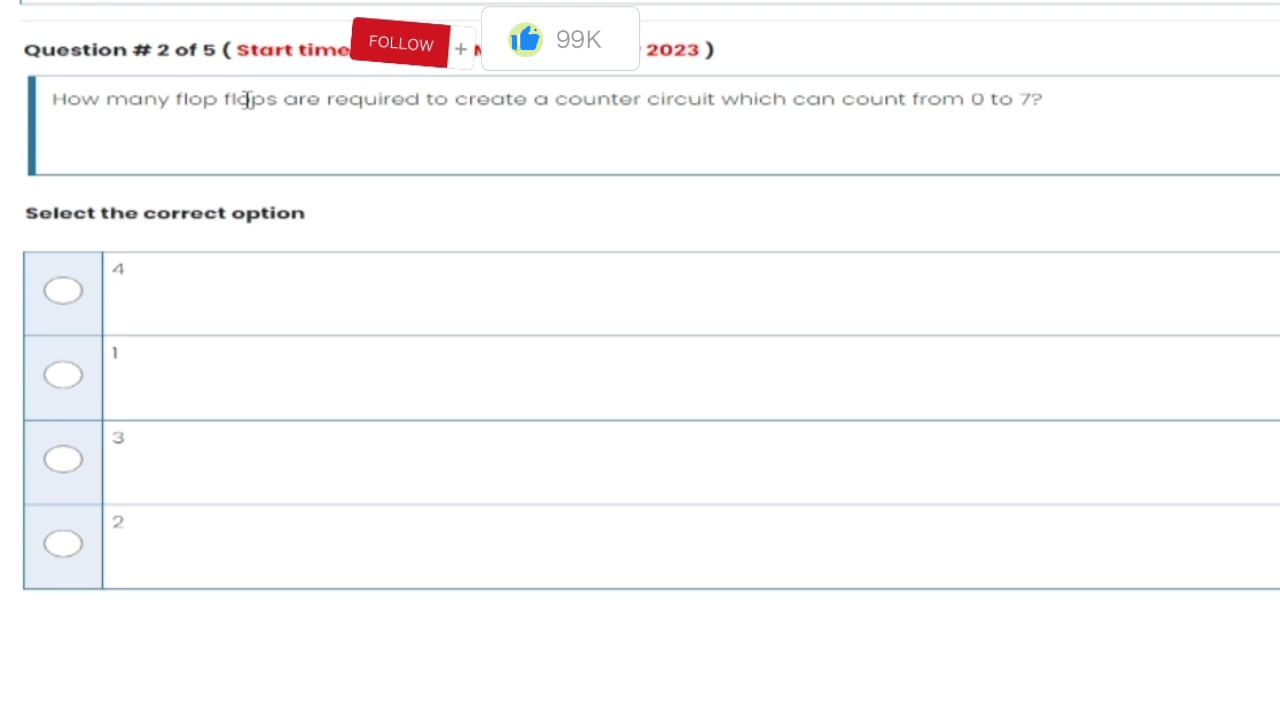 Question # 2 of 5 ( Start time FOLLOW + 99K 2023 )
How many flop flops are required to create a counter circuit which can count from 0 to 7?
Select the correct option
4
1
3
2